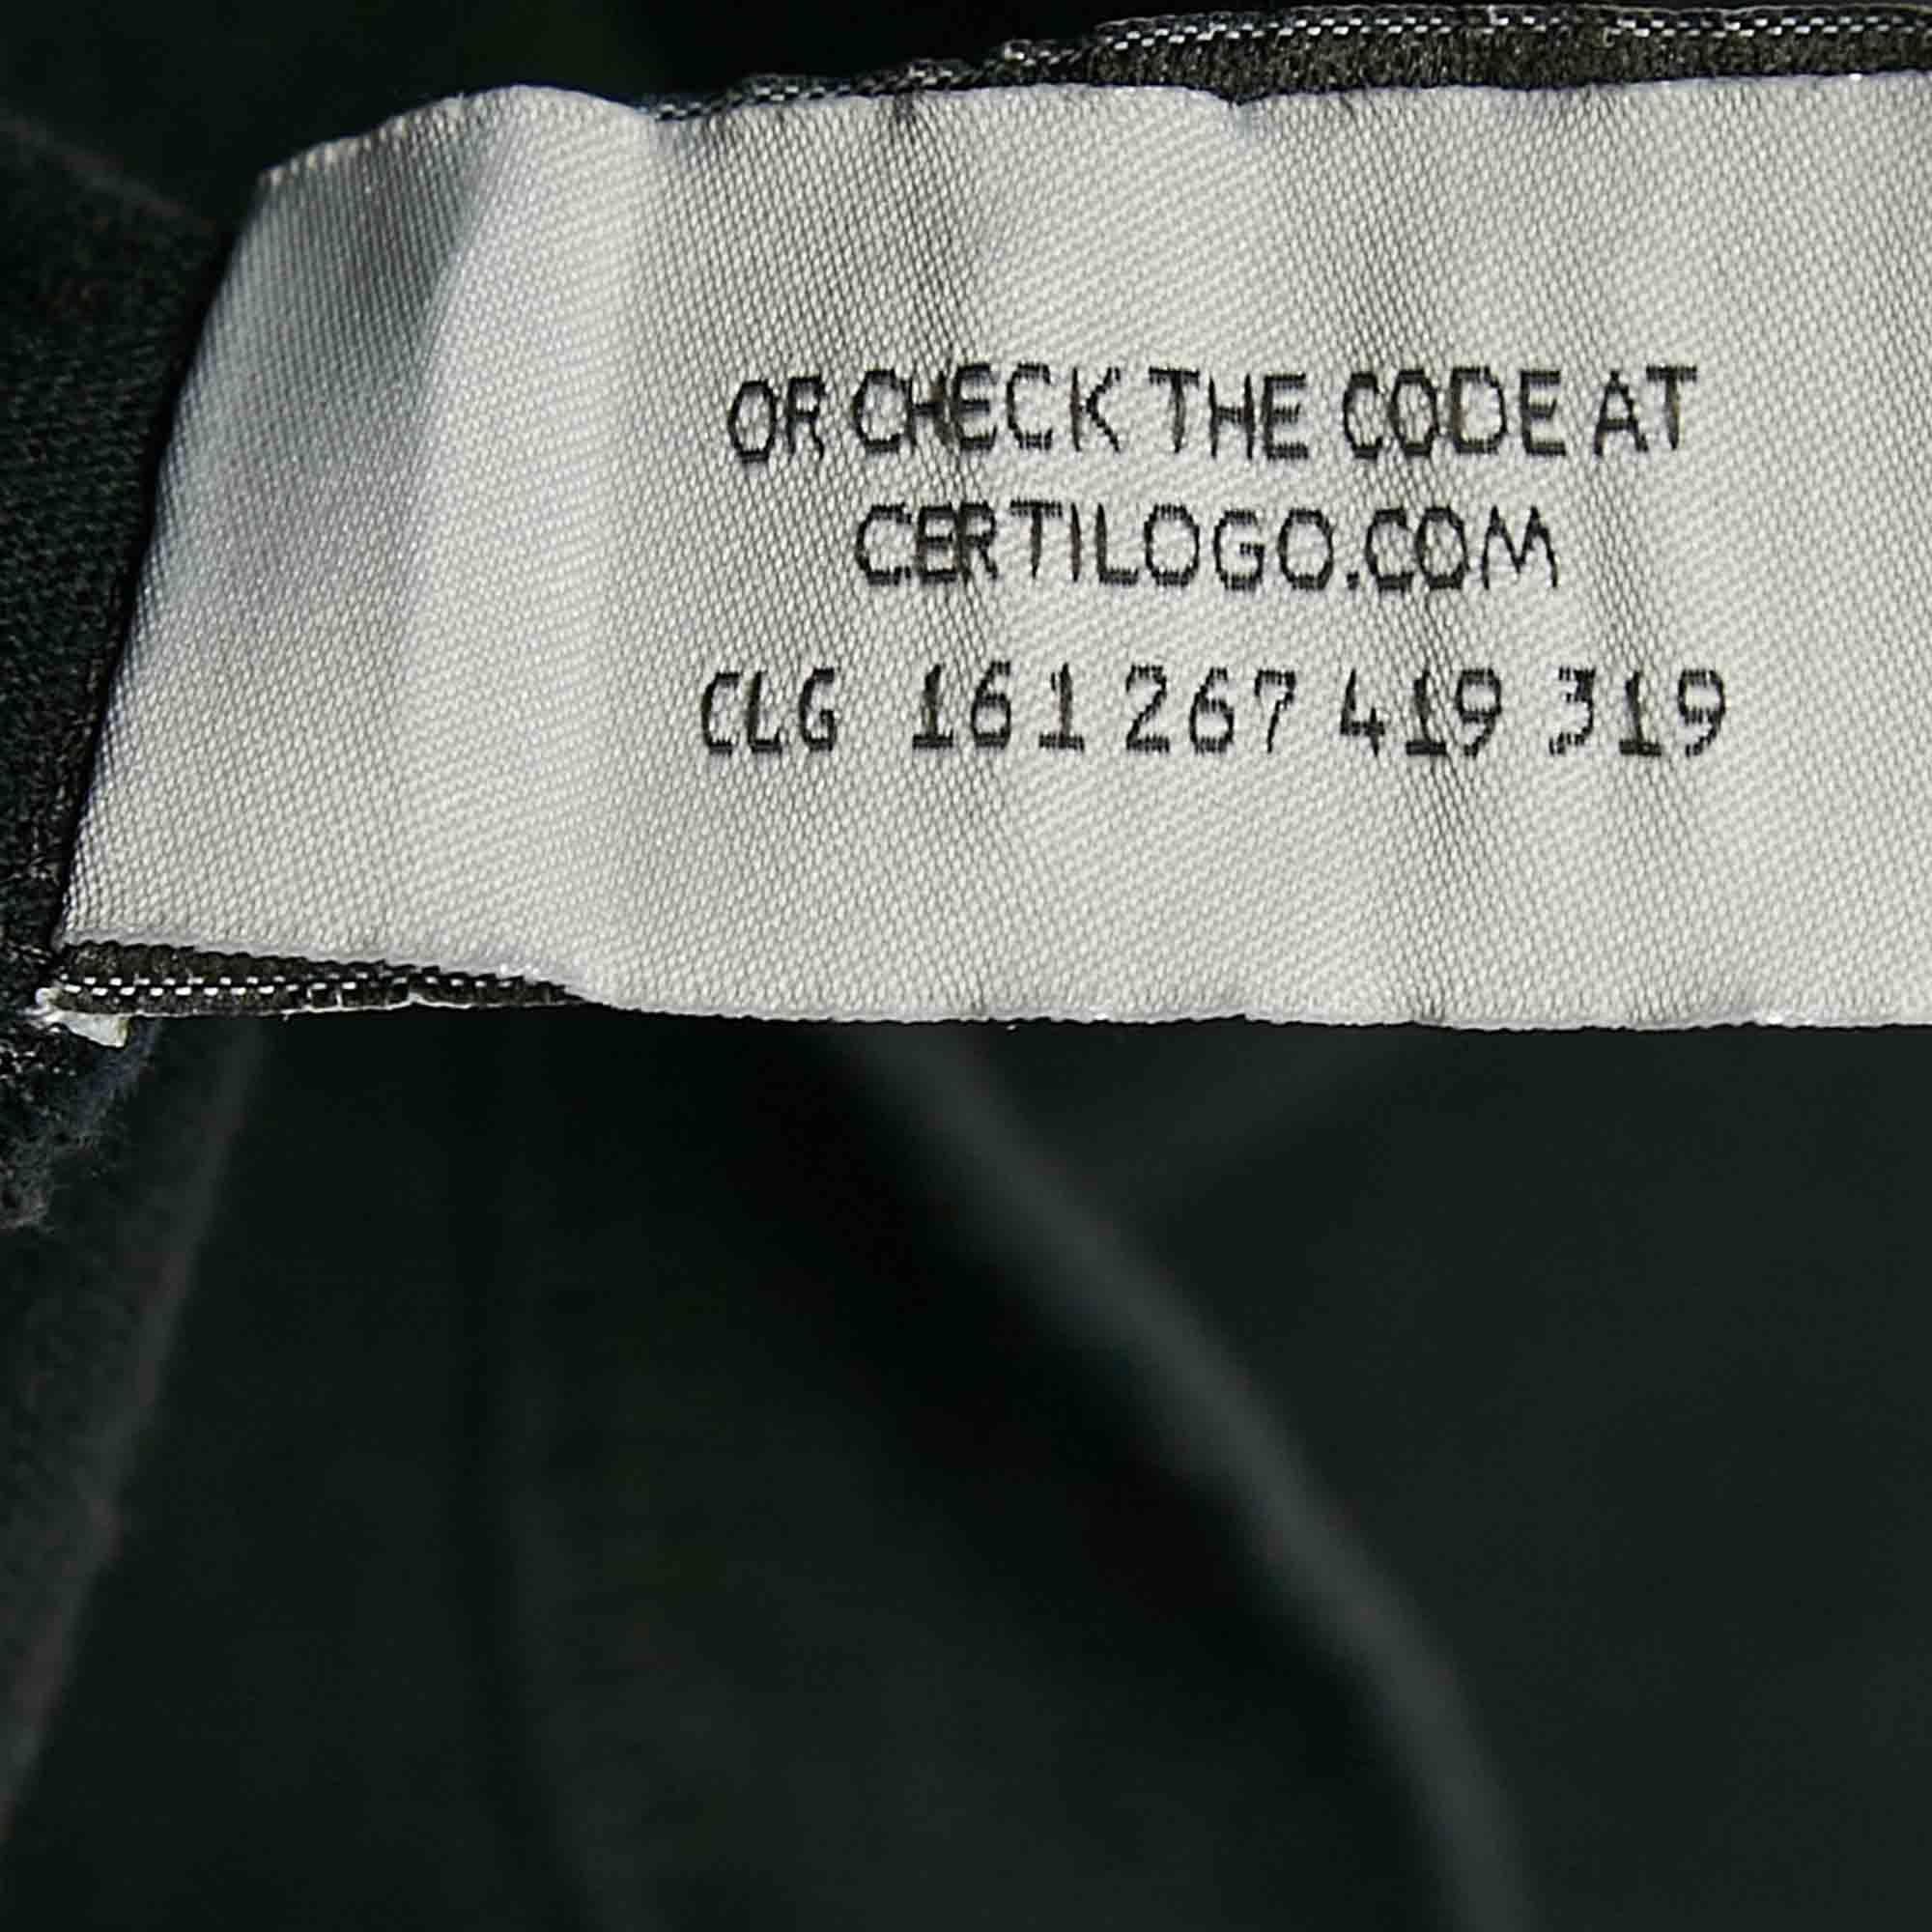 OR CHECK THE CODE AT
CERTILOGO.COM
CLG 161 267 419 319